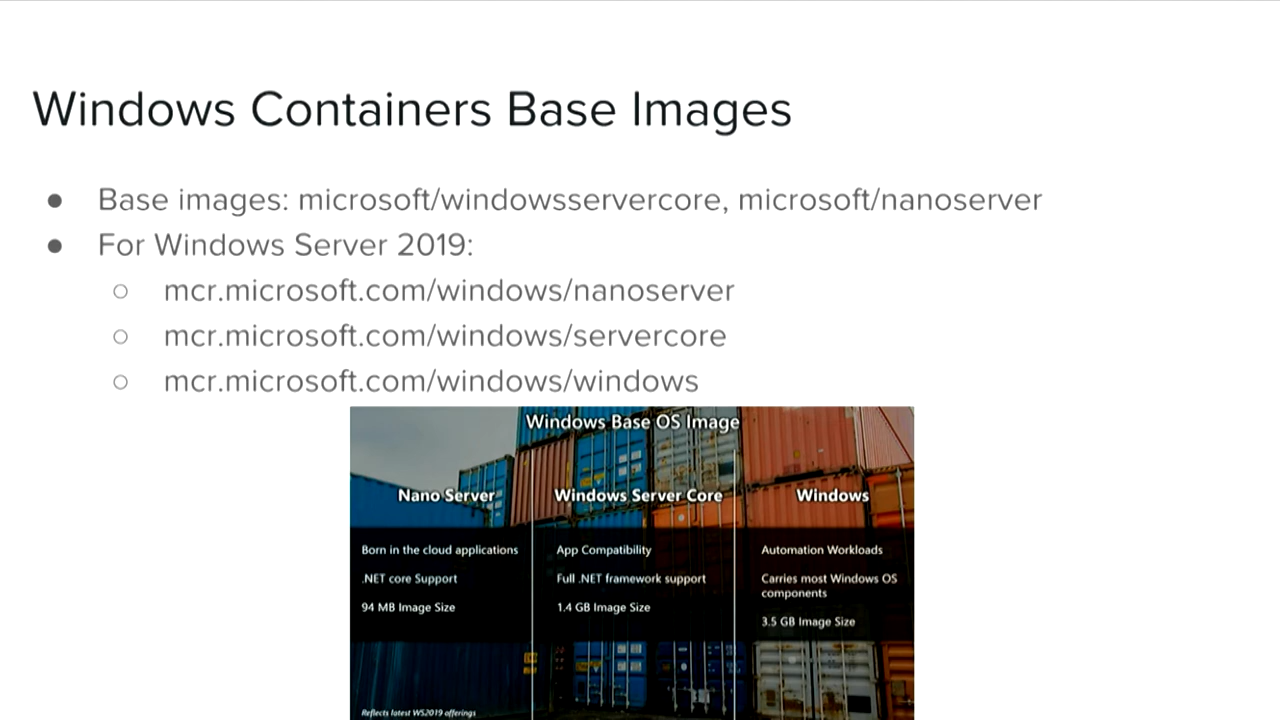 Windows Containers Base Images
● Base images: microsoft/windowsservercore, microsoft/nanoserver
● For Windows Server 2019:
○ mcr.microsoft.com/windows/nanoserver
○ mcr.microsoft.com/windows/servercore
○ mcr.microsoft.com/windows/windows
Windows Base OS Image
Nano Server
Born in the cloud applications
.NET core Support
94 MB Image Size
Windows Server Core
App Compatibility
Full .NET framework support
1.4 GB Image Size
Windows
Automation Workloads
Carries most Windows OS
components
3.5 GB Image Size
Reflects latest WS2019 offerings